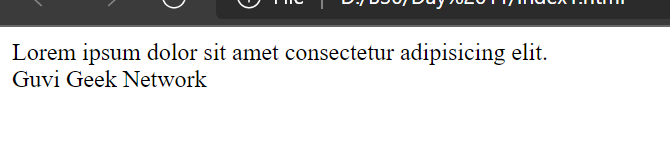 Lorem ipsum dolor sit amet consectetur adipisicing elit.
Guvi Geek Network